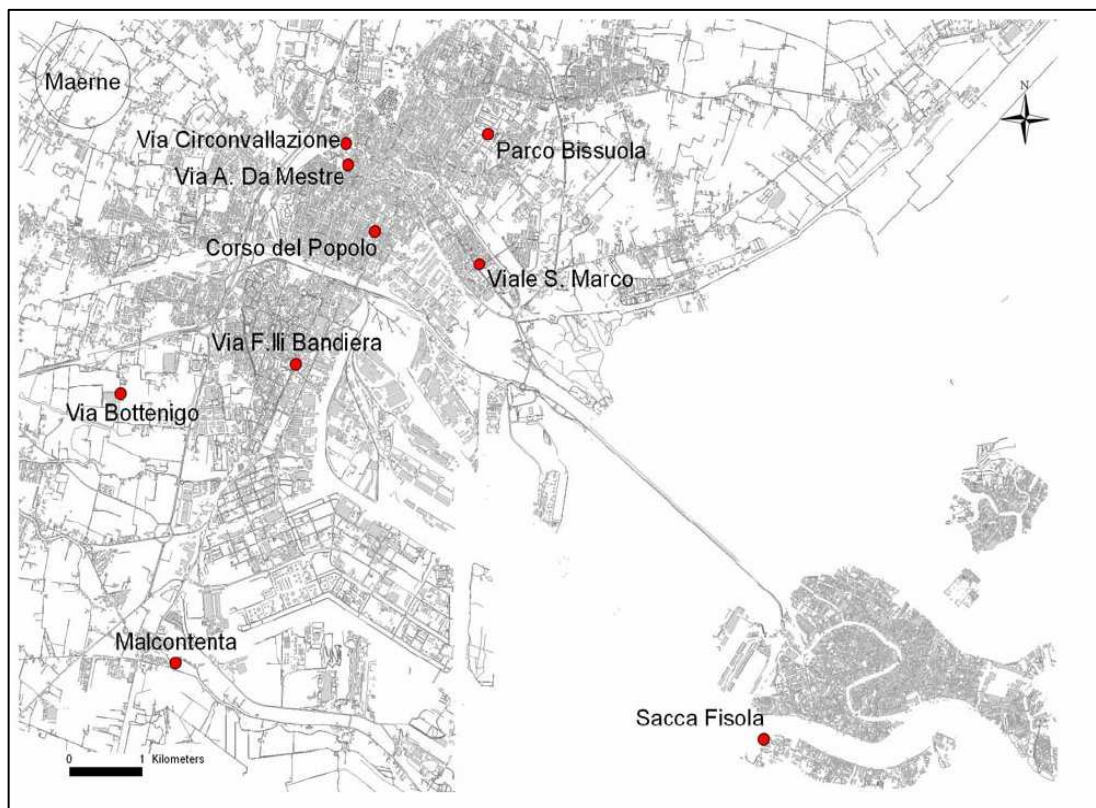 Maerne
N
Via Circonvallazione
Parco Bissuola
Via A. Da Mestre
Corso del Popolo
Viale S. Marco
Via F.lli Bandiera
Via Bottenigo
Malcontenta
Sacca Fisola
0 1 Kilometers